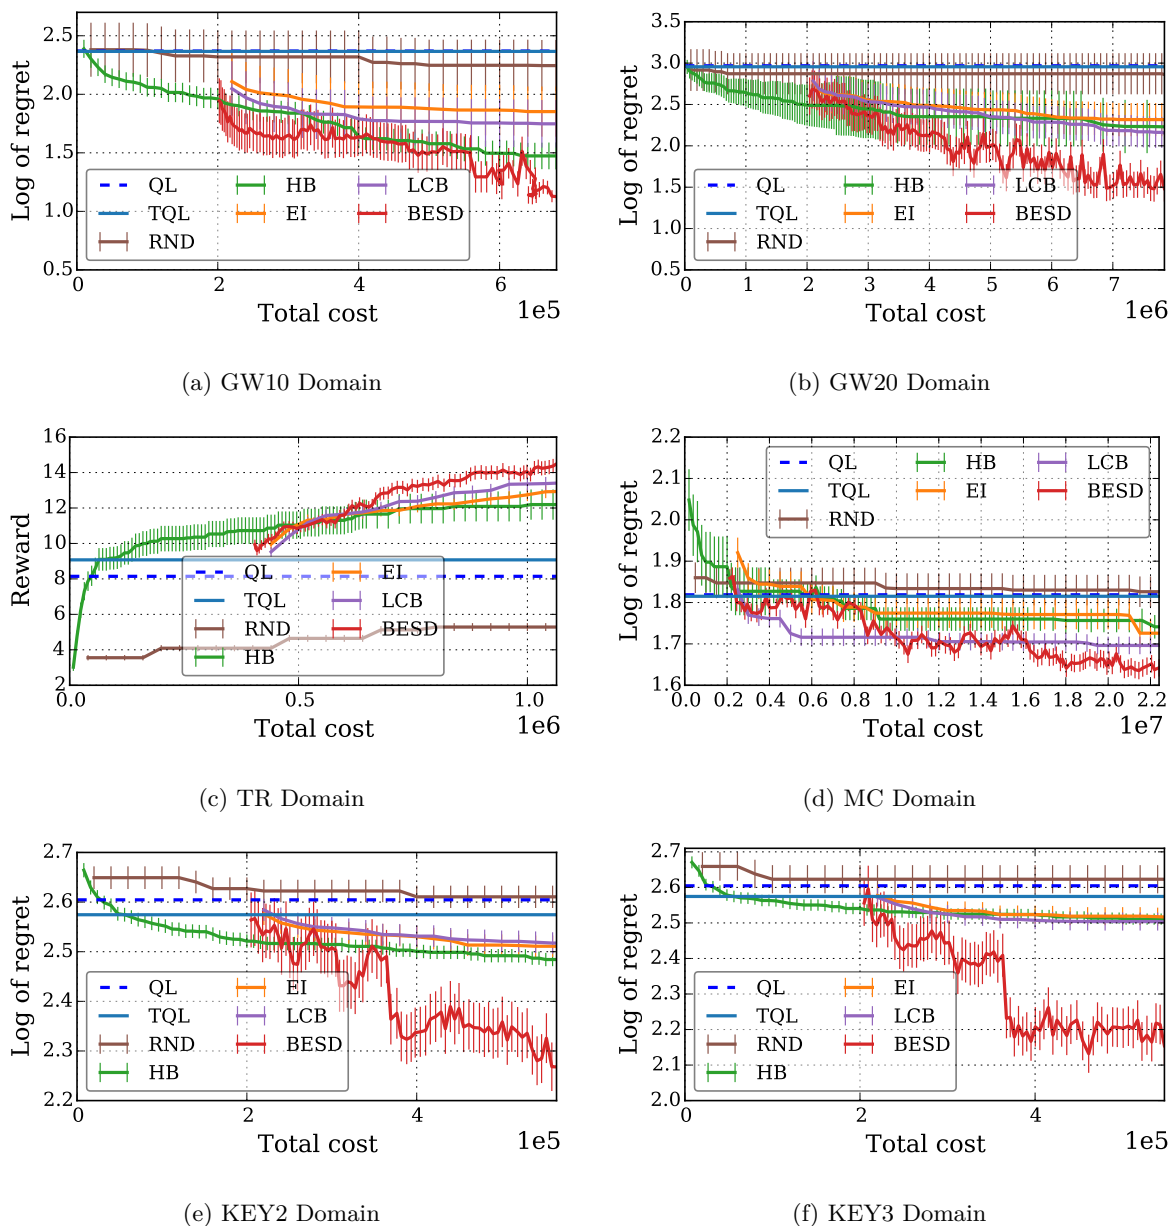 2.5
2.0
1.5
1.0
0.5
Log of regret
QL
TQL
RND
HB
EI
LCB
BESD
0
2
4
6
Total cost
1e5
(a) GW10 Domain
3.5
3.0
2.5
2.0
1.5
1.0
0.5
Log of regret
QL
TQL
RND
HB
EI
LCB
BESD
0
1
2
3
4
5
6
7
Total cost
1e6
(b) GW20 Domain
16
14
12
10
8
6
4
2
Reward
QL
TQL
RND
HB
EI
LCB
BESD
0.0
0.5
1.0
Total cost
1e6
(c) TR Domain
2.2
2.1
2.0
1.9
1.8
1.7
1.6
Log of regret
QL
TQL
RND
HB
EI
LCB
BESD
0.0
0.2
0.4
0.6
0.8
1.0
1.2
1.4
1.6
1.8
2.0
2.2
Total cost
1e7
(d) MC Domain
2.7
2.6
2.5
2.4
2.3
2.2
Log of regret
QL
TQL
RND
HB
EI
LCB
BESD
0
2
4
Total cost
1e5
(e) KEY2 Domain
2.7
2.6
2.5
2.4
2.3
2.2
2.1
2.0
Log of regret
QL
TQL
RND
HB
EI
LCB
BESD
0
2
4
Total cost
1e5
(f) KEY3 Domain